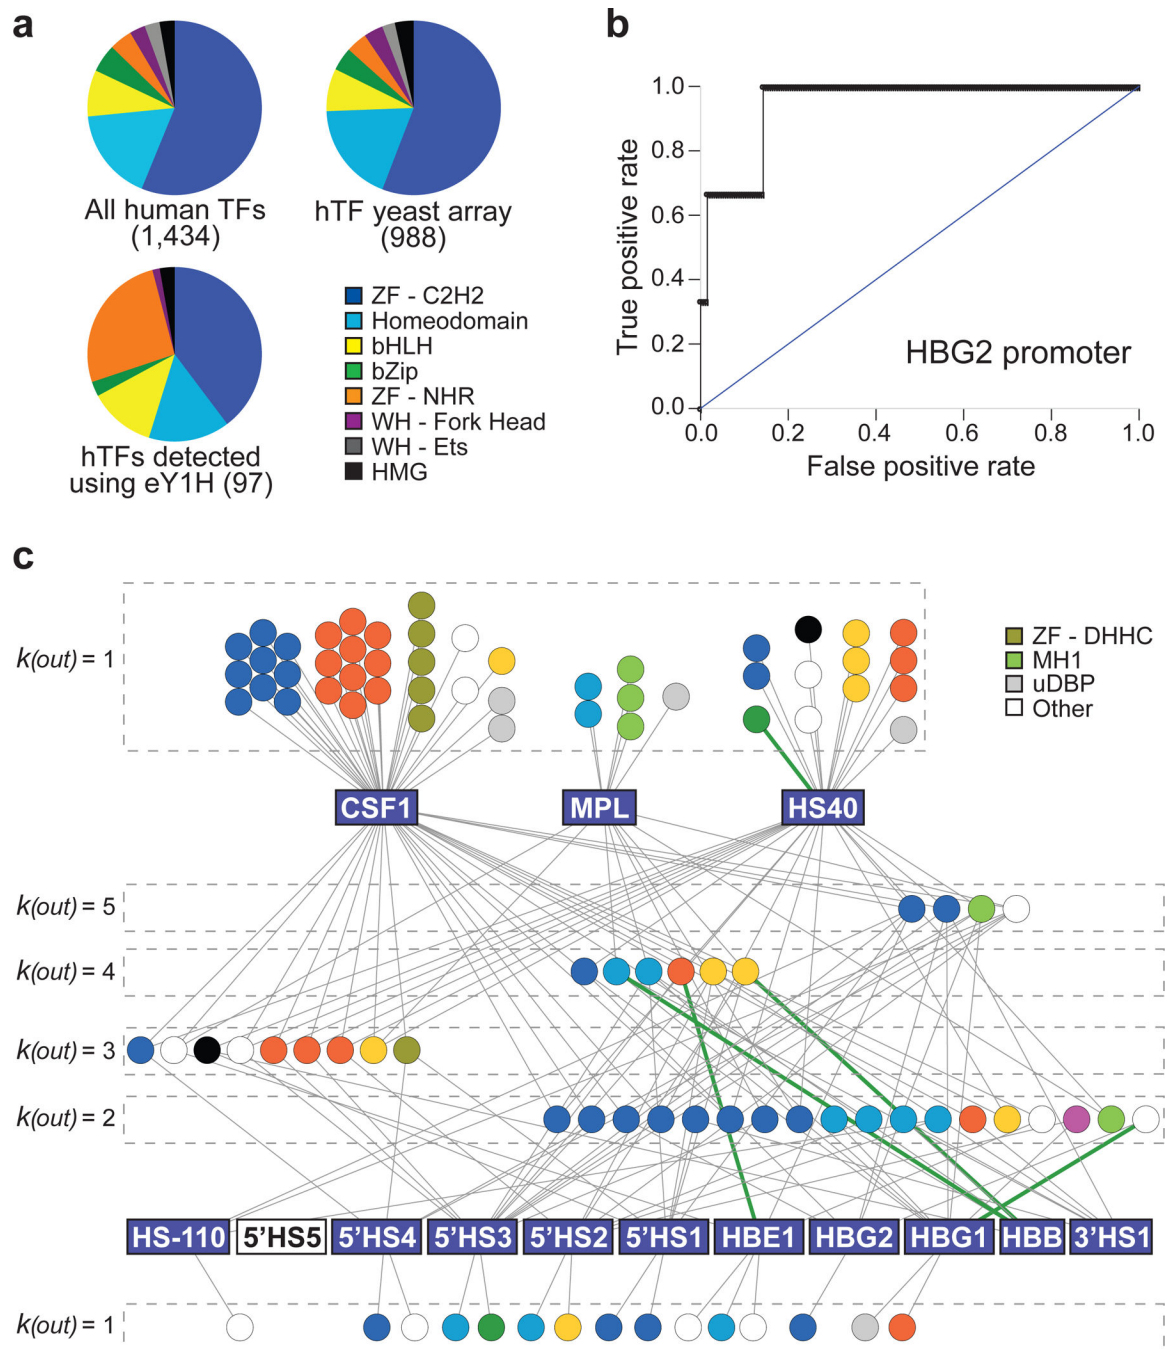 a
All human TFs
(1,434)
hTF yeast array
(988)
hTFs detected
using eY1H (97)
ZF - C2H2
Homeodomain
bHLH
bZip
ZF - NHR
WH - Fork Head
WH - Ets
HMG
b
1.0
0.8
0.6
0.4
0.2
0.0
True positive rate
HBG2 promoter
0.0 0.2 0.4 0.6 0.8 1.0
False positive rate
c
k(out) = 1
ZF - DHHC
MH1
uDBP
Other
CSF1 MPL HS40
k(out) = 5
k(out) = 4
k(out) = 3
k(out) = 2
HS-110 5’HS5 5’HS4 5’HS3 5’HS2 5’HS1 HBE1 HBG2 HBG1 HBB 3’HS1
k(out) = 1